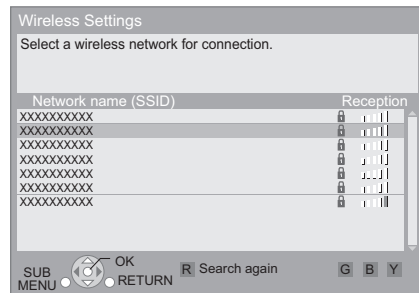 Wireless Settings
Select a wireless network for connection.
Network name (SSID) Reception
XXXXXXXXXX
XXXXXXXXXX
XXXXXXXXXX
XXXXXXXXXX
XXXXXXXXXX
XXXXXXXXXX
XXXXXXXXXX
OK
SUB MENU
RETURN
R Search again G B Y